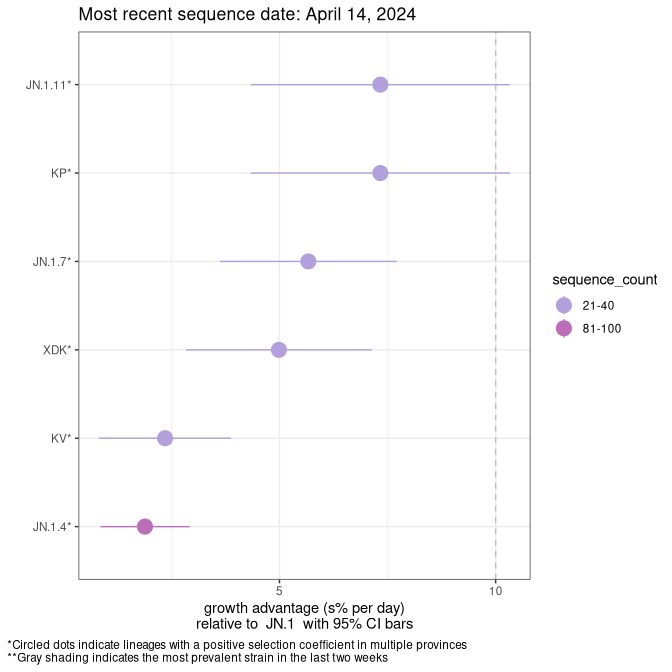 Most recent sequence date: April 14, 2024
JN.1.11*
KP*
JN.1.7*
XDK*
KV*
JN.1.4*
5
10
growth advantage (s% per day)
relative to JN.1 with 95% CI bars
sequence_count
21-40
81-100
*Circled dots indicate lineages with a positive selection coefficient in multiple provinces
**Gray shading indicates the most prevalent strain in the last two weeks